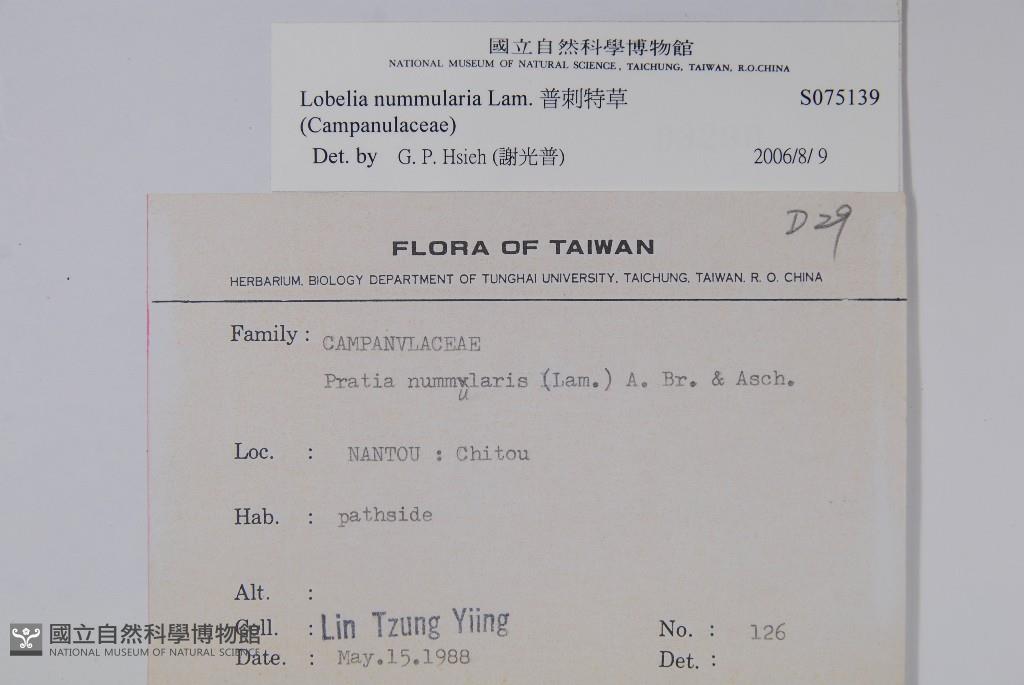 國立自然科學博物館
NATIONAL MUSEUM OF NATURAL SCIENCE, TAICHUNG, TAIWAN, R.O.CHINA
Lobelia nummularia Lam. 普刺特草 S075139
(Campanulaceae)
Det. by G. P. Hsieh (謝光普) 2006/8/ 9
D 29
FLORA OF TAIWAN
HERBARIUM, BIOLOGY DEPARTMENT OF TUNGHAI UNIVERSITY, TAICHUNG, TAIWAN, R. O. CHINA
Family : CAMPANVLACEAE
Pratia nummularis (Lam.) A. Br. & Asch.
Loc. : NANTOU : Chitou
Hab. : pathside
Alt. :
Coll. : Lin Tzung Yiing No. : 126
Date. : May.15.1988 Det. :
國立自然科學博物館
NATIONAL MUSEUM OF NATURAL SCIENCE